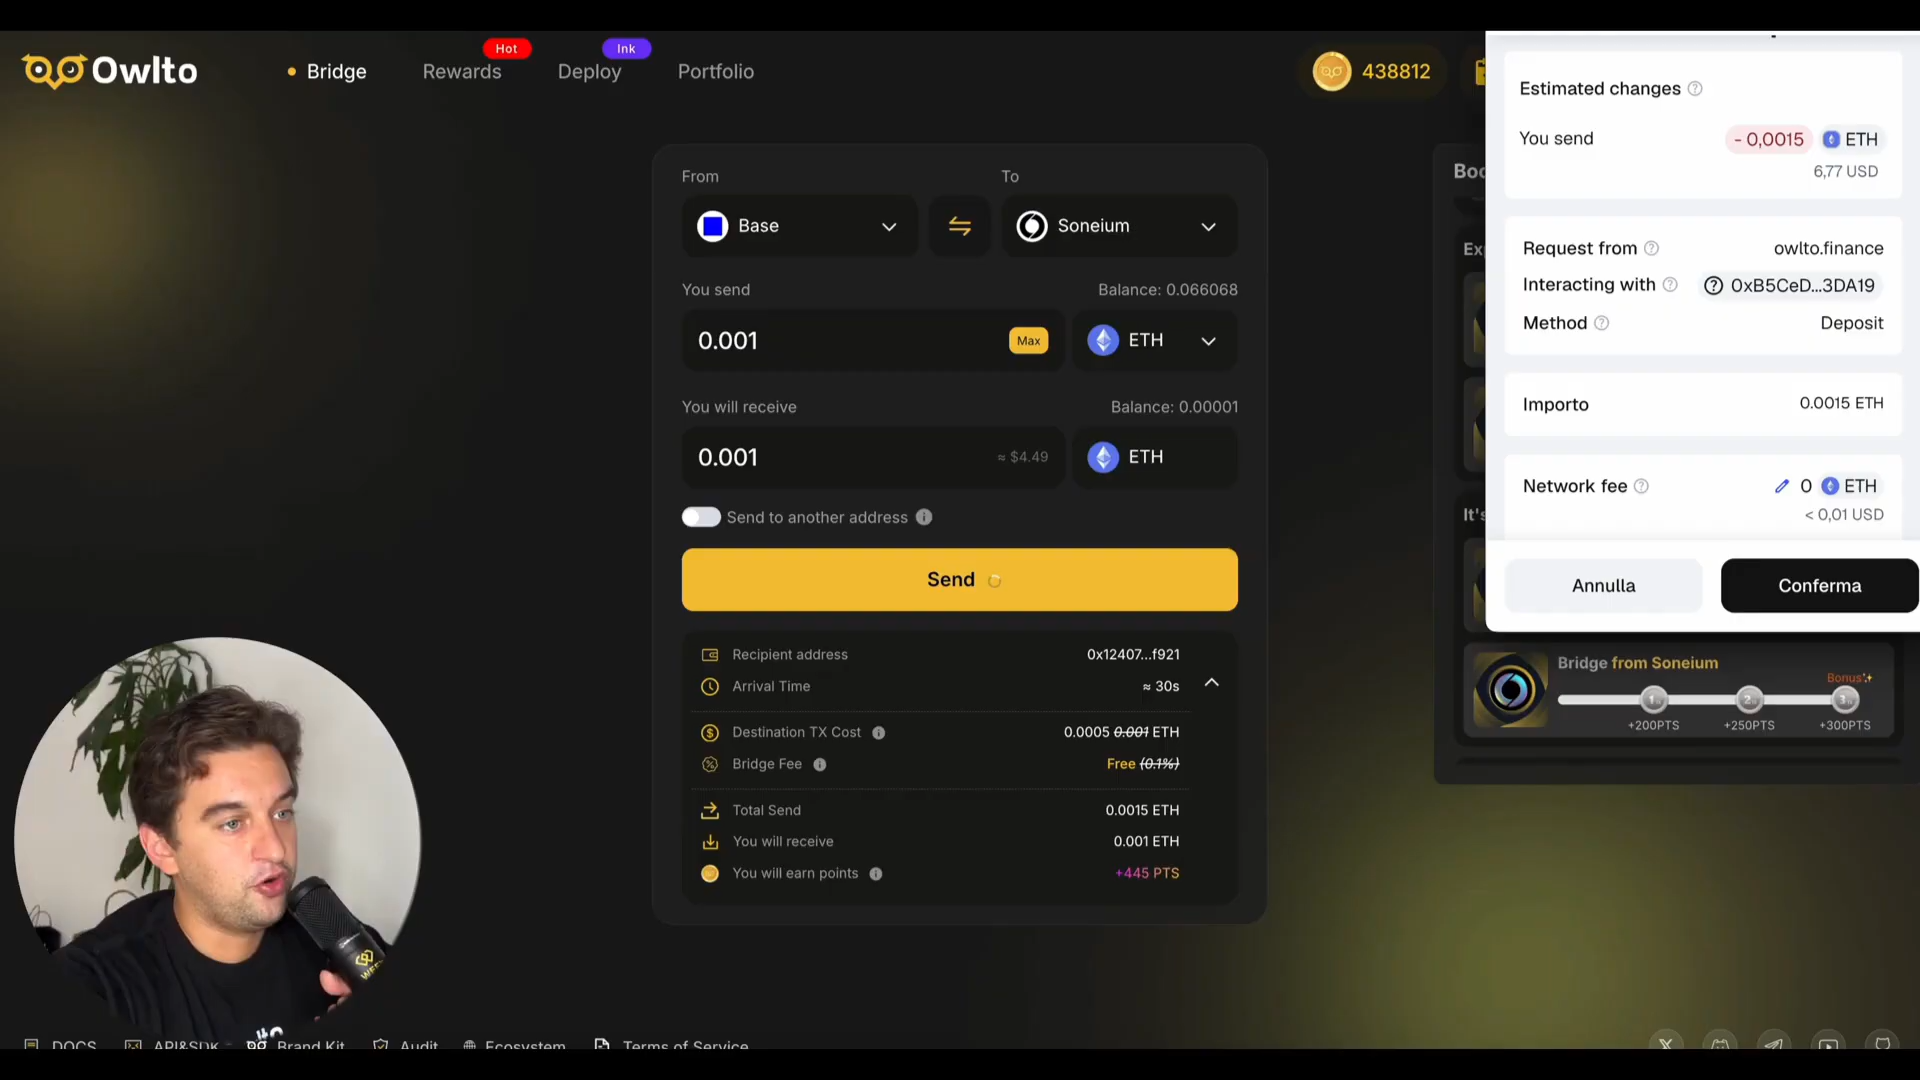 Owlto
Bridge
Rewards
Hot
Deploy
Ink
Portfolio
438812
From
To
Base
Soneium
You send
Balance: 0.066068
0.001
Max
ETH
You will receive
Balance: 0.00001
0.001
≈ $4.49
ETH
Send to another address
Send
Recipient address
0x12407...f921
Arrival Time
≈ 30s
Destination TX Cost
0.0005 0.001 ETH
Bridge Fee
Free (0.1%)
Total Send
0.0015 ETH
You will receive
0.001 ETH
You will earn points
+445 PTS
Estimated changes
You send
- 0,0015
ETH
6,77 USD
Request from
owlto.finance
Interacting with
0xB5CeD...3DA19
Method
Deposit
Importo
0.0015 ETH
Network fee
0
ETH
< 0,01 USD
Annulla
Conferma
It's
Bridge from Soneium
Bonus
+200PTS
+250PTS
+300PTS
DOCS
API&SDK
Brand Kit
Audit
Ecosystem
Terms of Service